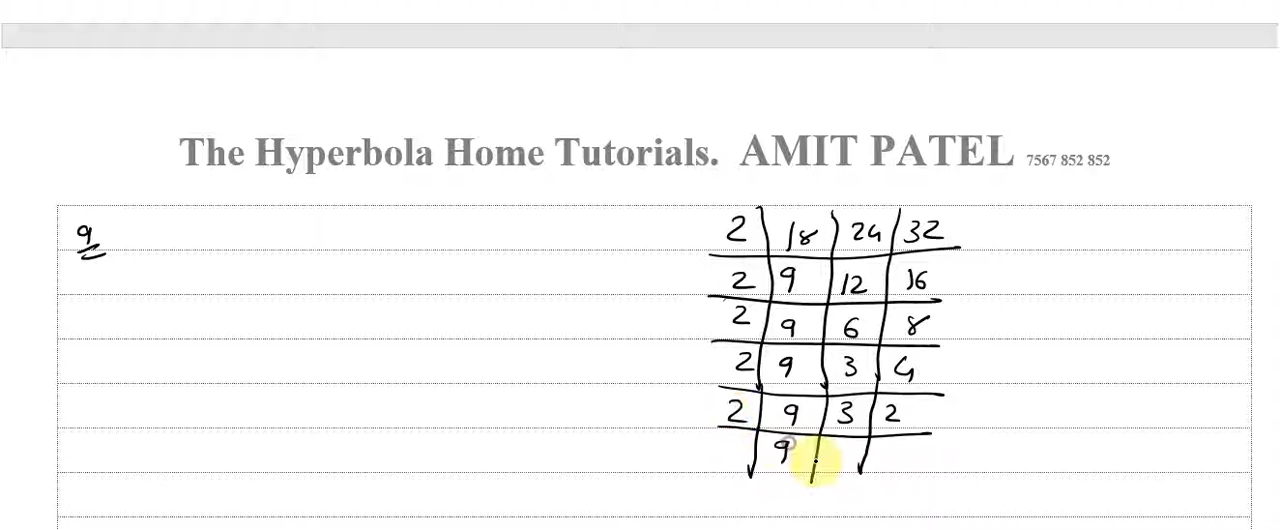 The Hyperbola Home Tutorials. AMIT PATEL 7567 852 852
9
2 18 24 32
2 9 12 16
2 9 6 8
2 9 3 4
2 9 3 2
9